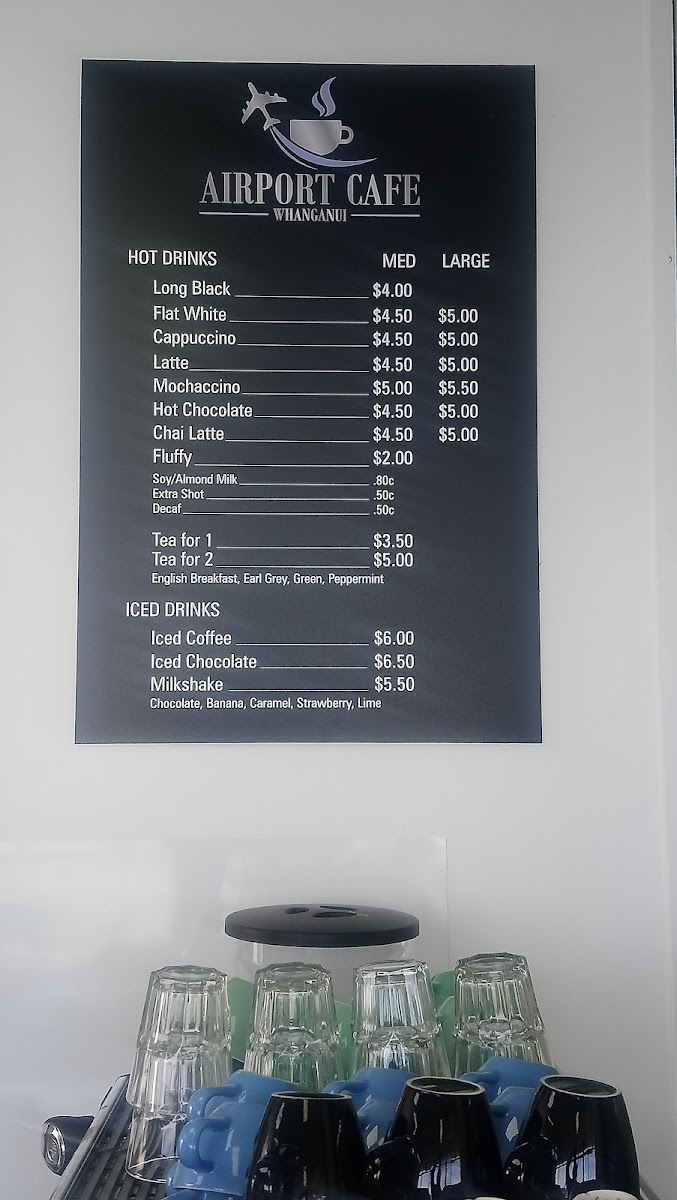 AIRPORT CAFE
WHANGANUI
HOT DRINKS MED LARGE
Long Black $4.00
Flat White $4.50 $5.00
Cappuccino $4.50 $5.00
Latte $4.50 $5.00
Mochaccino $5.00 $5.50
Hot Chocolate $4.50 $5.00
Chai Latte $4.50 $5.00
Fluffy $2.00
Soy/Almond Milk .80c
Extra Shot .50c
Decaf .50c
Tea for 1 $3.50
Tea for 2 $5.00
English Breakfast, Earl Grey, Green, Peppermint
ICED DRINKS
Iced Coffee $6.00
Iced Chocolate $6.50
Milkshake $5.50
Chocolate, Banana, Caramel, Strawberry, Lime